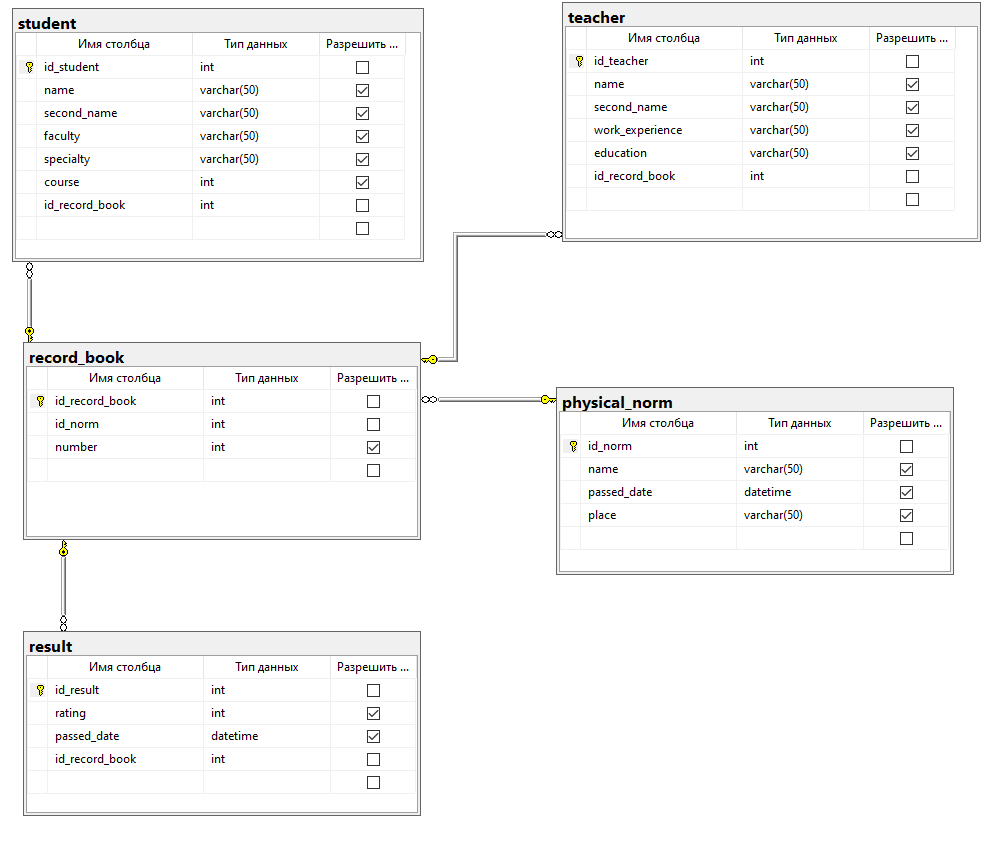 student
Имя столбца Тип данных Разрешить ...
id_student int
name varchar(50)
second_name varchar(50)
faculty varchar(50)
specialty varchar(50)
course int
id_record_book int
teacher
Имя столбца Тип данных Разрешить ...
id_teacher int
name varchar(50)
second_name varchar(50)
work_experience varchar(50)
education varchar(50)
id_record_book int
record_book
Имя столбца Тип данных Разрешить ...
id_record_book int
id_norm int
number int
physical_norm
Имя столбца Тип данных Разрешить ...
id_norm int
name varchar(50)
passed_date datetime
place varchar(50)
result
Имя столбца Тип данных Разрешить ...
id_result int
rating int
passed_date datetime
id_record_book int